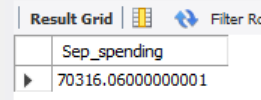 Result Grid Filter Ro
Sep_spending
70316.06000000001